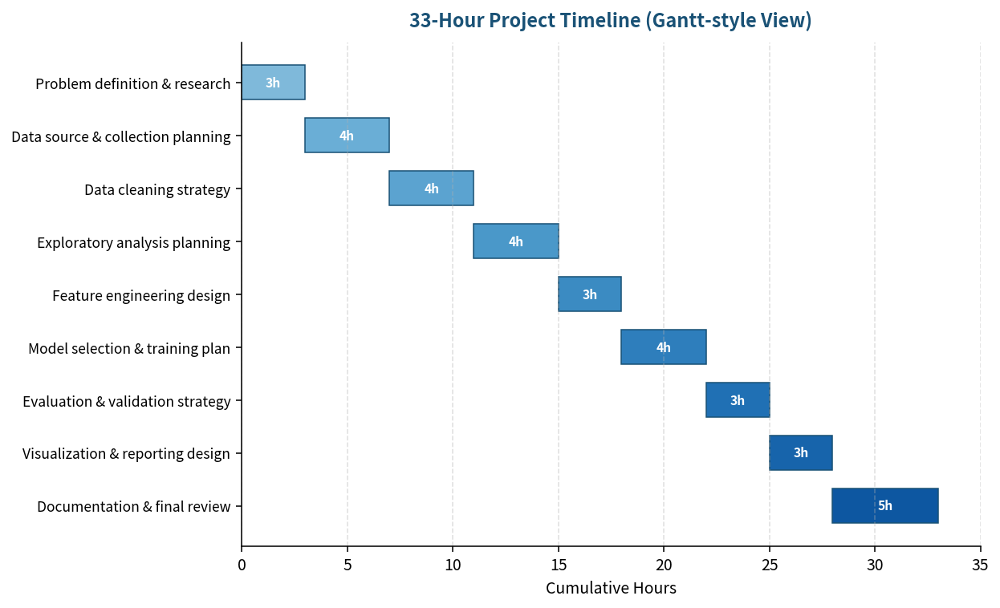 33-Hour Project Timeline (Gantt-style View)
Problem definition & research
3h
Data source & collection planning
4h
Data cleaning strategy
4h
Exploratory analysis planning
4h
Feature engineering design
3h
Model selection & training plan
4h
Evaluation & validation strategy
3h
Visualization & reporting design
3h
Documentation & final review
5h
0 5 10 15 20 25 30 35
Cumulative Hours